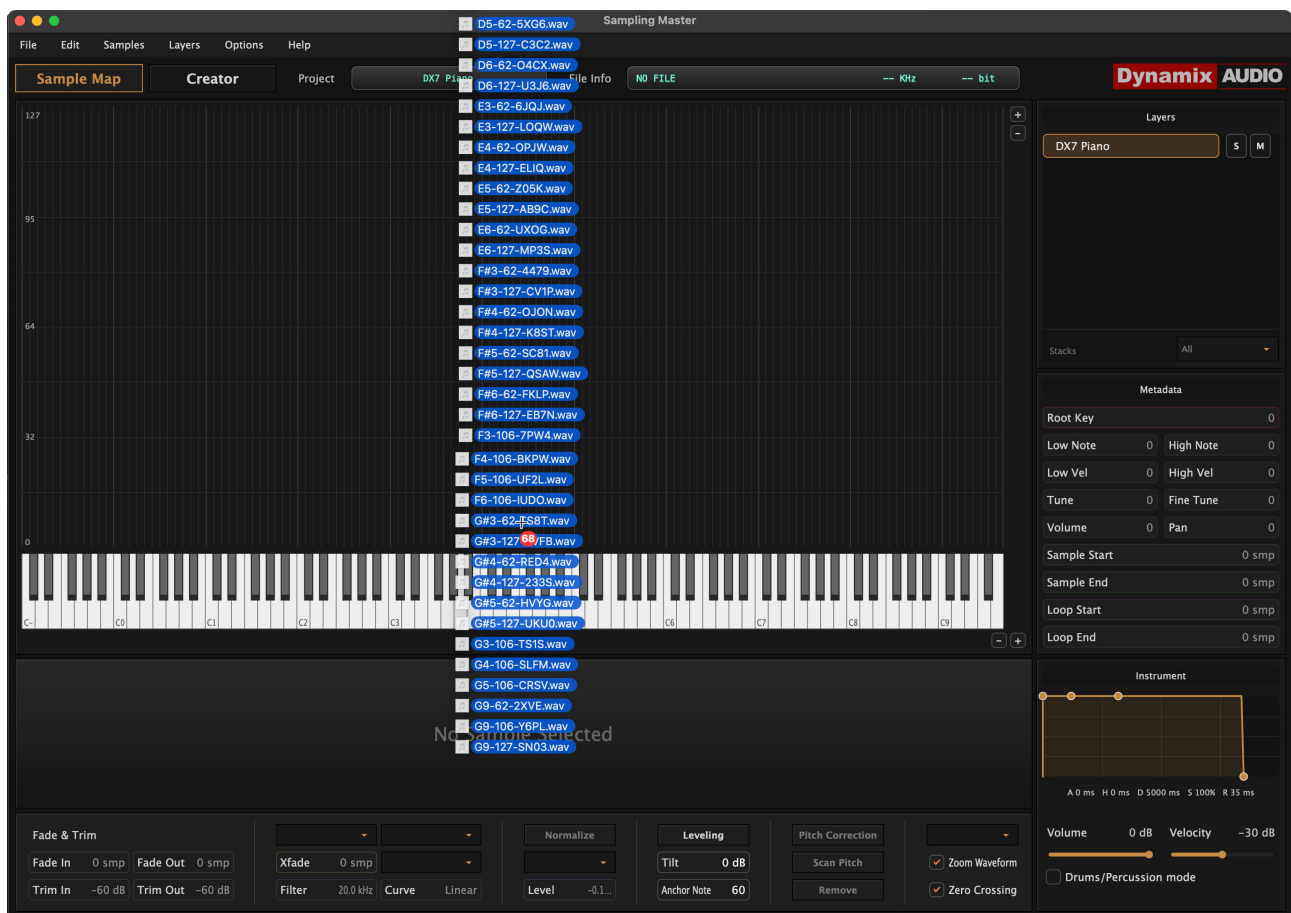 Sampling Master
File Edit Samples Layers Options Help
Sample Map Creator Project DX7 Piano File Info NO FILE -- KHz -- bit Dynamix AUDIO
D5-62-5XG6.wav
D5-127-C3C2.wav
D6-62-O4CX.wav
D6-127-U3J6.wav
E3-62-6JQJ.wav
E3-127-LOQW.wav
E4-62-OPJW.wav
E4-127-ELIQ.wav
E5-62-Z05K.wav
E5-127-AB9C.wav
E6-62-UXOG.wav
E6-127-MP3S.wav
F#3-62-4479.wav
F#3-127-CV1P.wav
F#4-62-OJON.wav
F#4-127-K8ST.wav
F#5-62-SC81.wav
F#5-127-QSAW.wav
F#6-62-FKLP.wav
F#6-127-EB7N.wav
F3-106-7PW4.wav
F4-106-BKPW.wav
F5-106-UF2L.wav
F6-106-IUDO.wav
68
G#4-62-RED4.wav
G#4-127-233S.wav
G#5-62-HVYG.wav
G#5-127-UKU0.wav
G3-106-TS1S.wav
G4-106-SLFM.wav
G5-106-CRSV.wav
G9-62-2XVE.wav
G9-106-Y6PL.wav
G9-127-SN03.wav
127
95
64
32
0
+
-
C- C0 C1 C2 C3 C6 C7 C8 C9
- +
No Sample Selected
Layers
DX7 Piano S M
Stacks All
Metadata
Root Key 0
Low Note 0 High Note 0
Low Vel 0 High Vel 0
Tune 0 Fine Tune 0
Volume 0 Pan 0
Sample Start 0 smp
Sample End 0 smp
Loop Start 0 smp
Loop End 0 smp
Instrument
A 0 ms H 0 ms D 5000 ms S 100% R 35 ms
Volume 0 dB Velocity -30 dB
Drums/Percussion mode
Fade & Trim
Fade In 0 smp Fade Out 0 smp
Trim In -60 dB Trim Out -60 dB
Xfade 0 smp
Filter 20.0 kHz Curve Linear
Normalize
Level -0.1...
Leveling
Tilt 0 dB
Anchor Note 60
Pitch Correction
Scan Pitch
Remove
Zoom Waveform
Zero Crossing